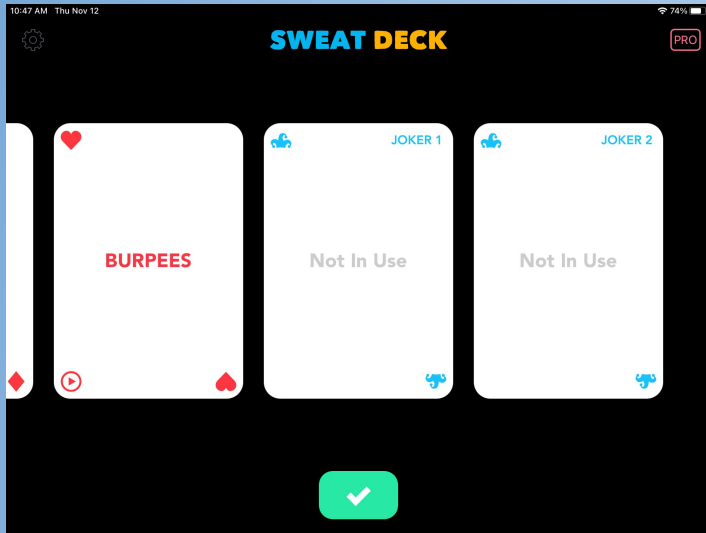 10:47 AM Thu Nov 12
74%
SWEAT DECK
PRO
JOKER 1
JOKER 2
BURPEES
Not In Use
Not In Use